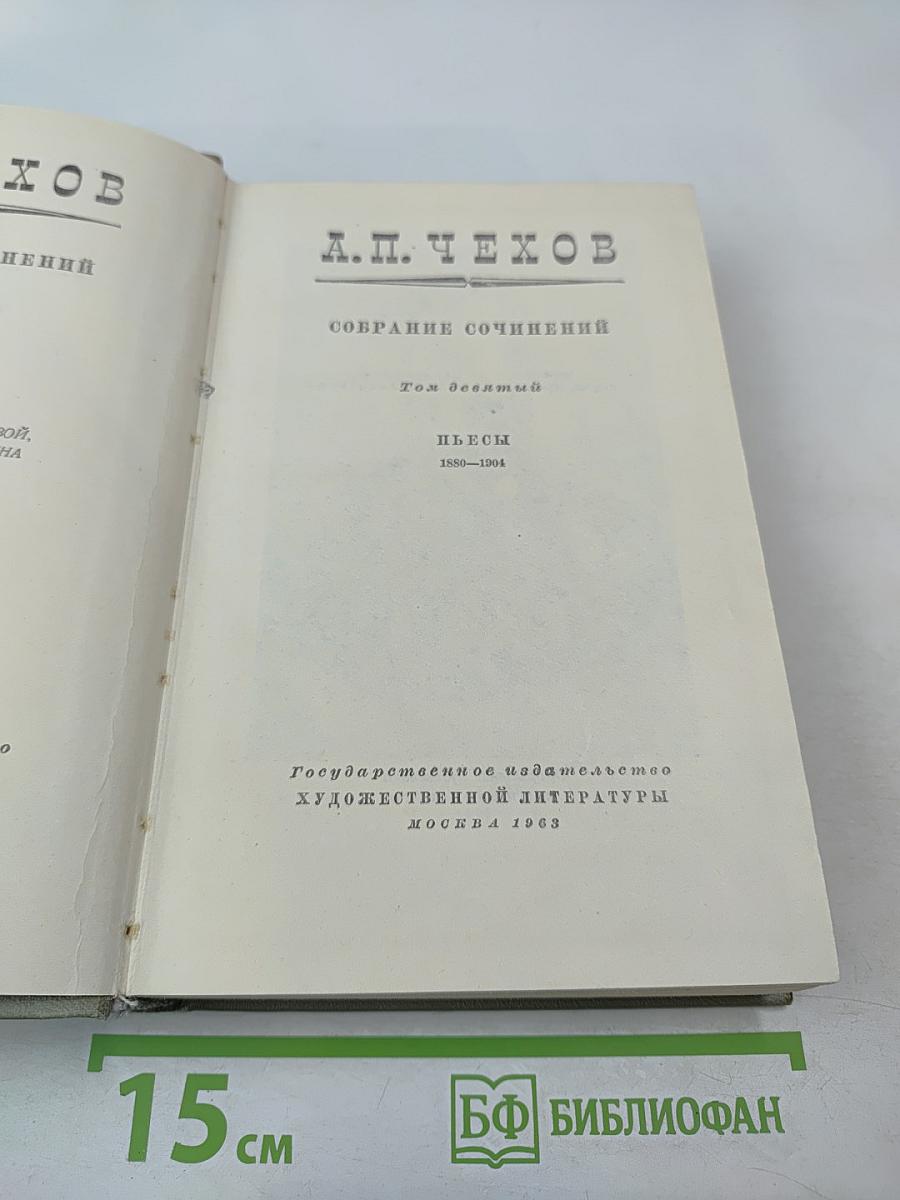 ХОВ
НЕНИЙ
ВОЙ,
НА
о
А. П. ЧЕХОВ
СОБРАНИЕ СОЧИНЕНИЙ
Том девятый
ПЬЕСЫ
1880—1904
Государственное издательство
ХУДОЖЕСТВЕННОЙ ЛИТЕРАТУРЫ
МОСКВА 1963
15 см
БФ БИБЛИОФАН